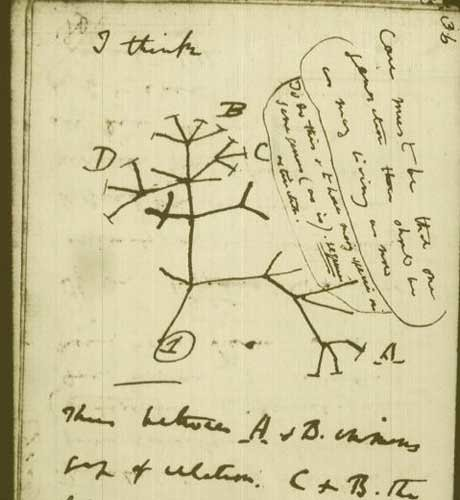 36
I think
Case must be that one
generation then should be
as many living as now
To do this & to have many species in
same genus (as is). requires
extinction.
B
D
C
A
1
Thus between A & B. immens
gap of relation. C & B. the